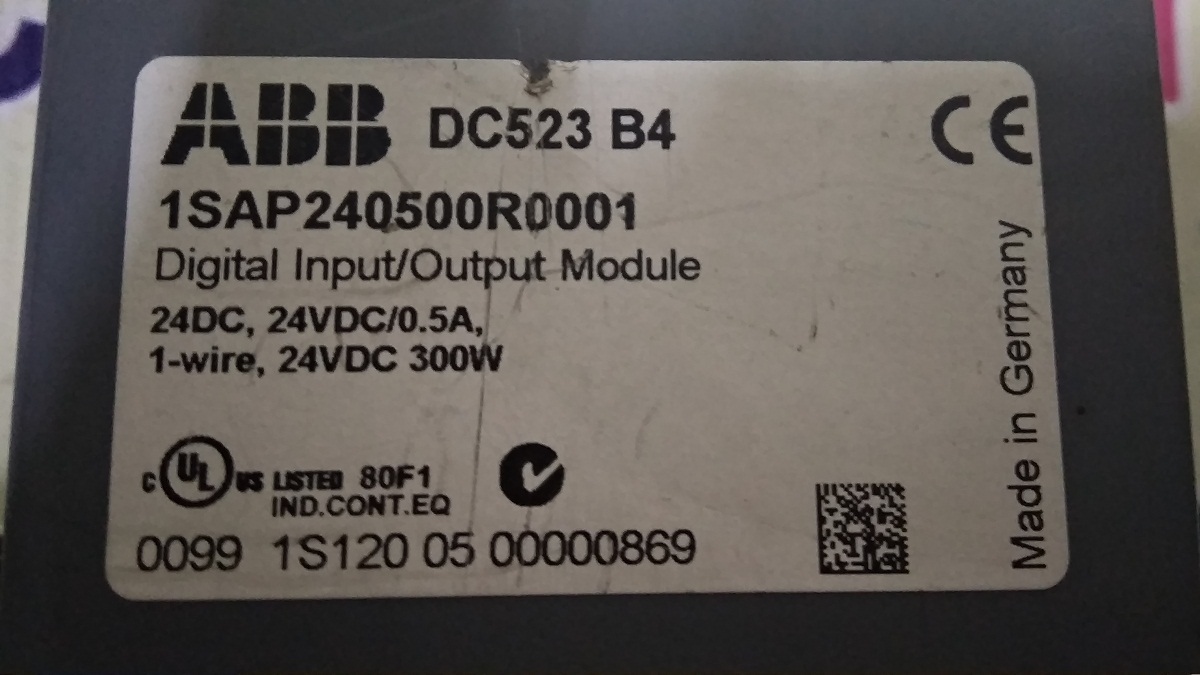 ABB DC523 B4 CE
1SAP240500R0001
Digital Input/Output Module
24DC, 24VDC/0.5A,
1-wire, 24VDC 300W
C UL US LISTED 80F1
IND.CONT.EQ
0099 1S120 05 00000869
Made in Germany